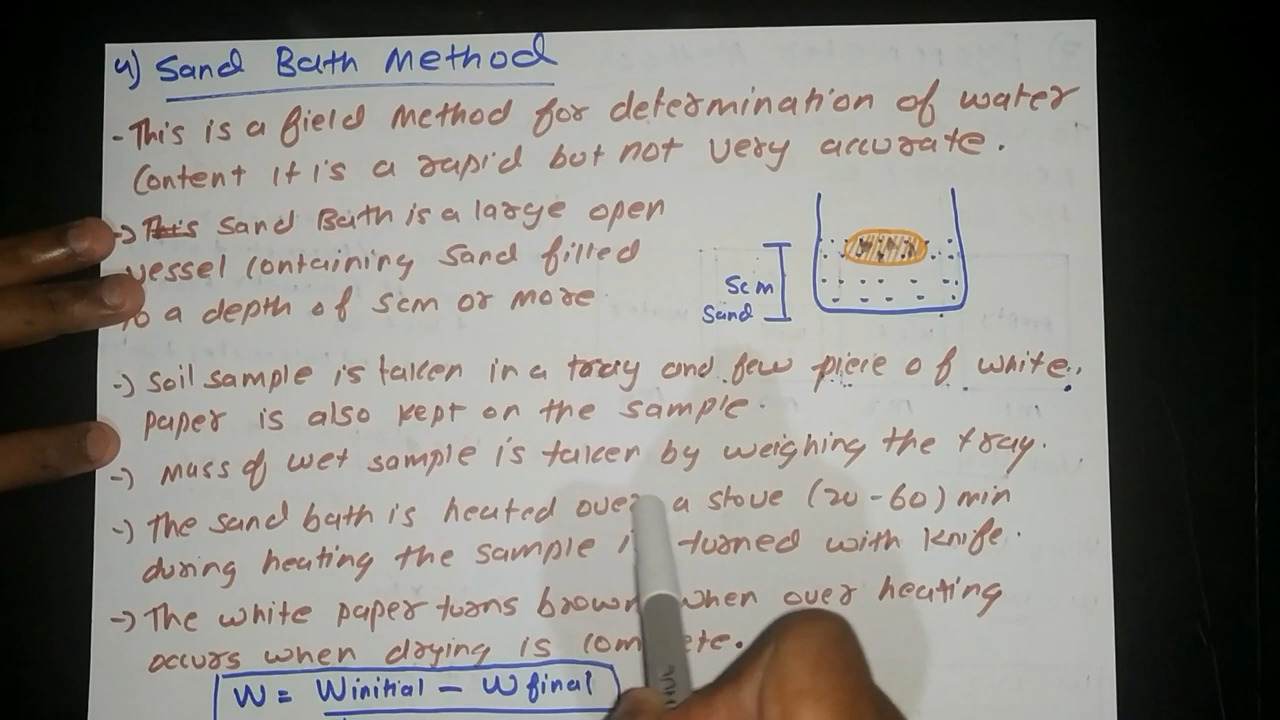 4) Sand Bath Method
- This is a field Method for determination of water
Content it is a rapid but not very accurate.
-> This Sand Bath is a large open
vessel containing sand filled
to a depth of 5cm or more
5cm
Sand
-) Soil sample is taken in a tray and few piece of white
paper is also kept on the sample.
-) Mass of wet sample is taken by weighing the tray.
-) The sand bath is heated over a stove (20-60) min
during heating the sample turned with knife.
-) The white paper turns brown when over heating
occurs when drying is
W = Winitial - W final